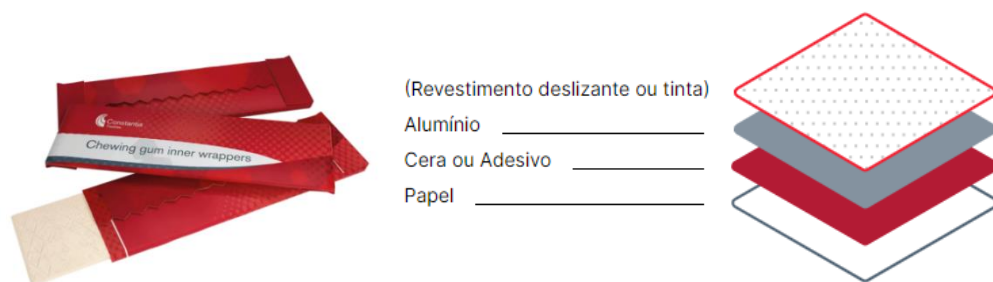 Constantia
Chewing gum inner wrappers
(Revestimento deslizante ou tinta)
Alumínio
Cera ou Adesivo
Papel